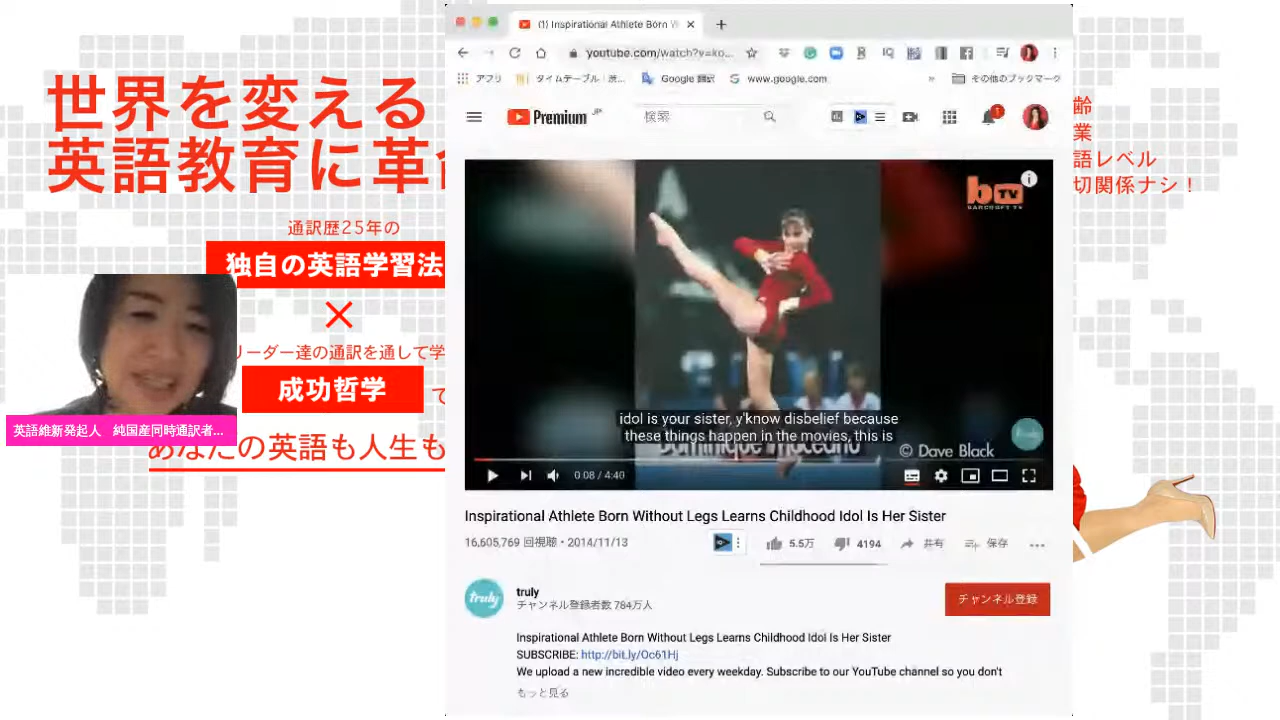 世界を変える
英語教育に革
通訳歴25年の
独自の英語学習法
×
リーダー達の通訳を通して学
成功哲学
て
あなたの英語も人生も
英語維新発起人　純国産同時通訳者...
齢
業
語レベル
切関係ナシ！
(1) Inspirational Athlete Born W
youtube.com/watch?v=ko...
アプリ
タイムテーブル｜渋...
Google 翻訳
www.google.com
»
その他のブックマーク
Premium JP
検索
1
b TV
BARCROFT TV
idol is your sister, y'know disbelief because
these things happen in the movies, this is
Dominique Moceanu
© Dave Black
truly
0:08 / 4:40
Inspirational Athlete Born Without Legs Learns Childhood Idol Is Her Sister
16,605,769 回視聴・2014/11/13
5.5万
4194
共有
保存
truly
truly
チャンネル登録者数 784万人
チャンネル登録
Inspirational Athlete Born Without Legs Learns Childhood Idol Is Her Sister
SUBSCRIBE: http://bit.ly/Oc61Hj
We upload a new incredible video every weekday. Subscribe to our YouTube channel so you don't
もっと見る